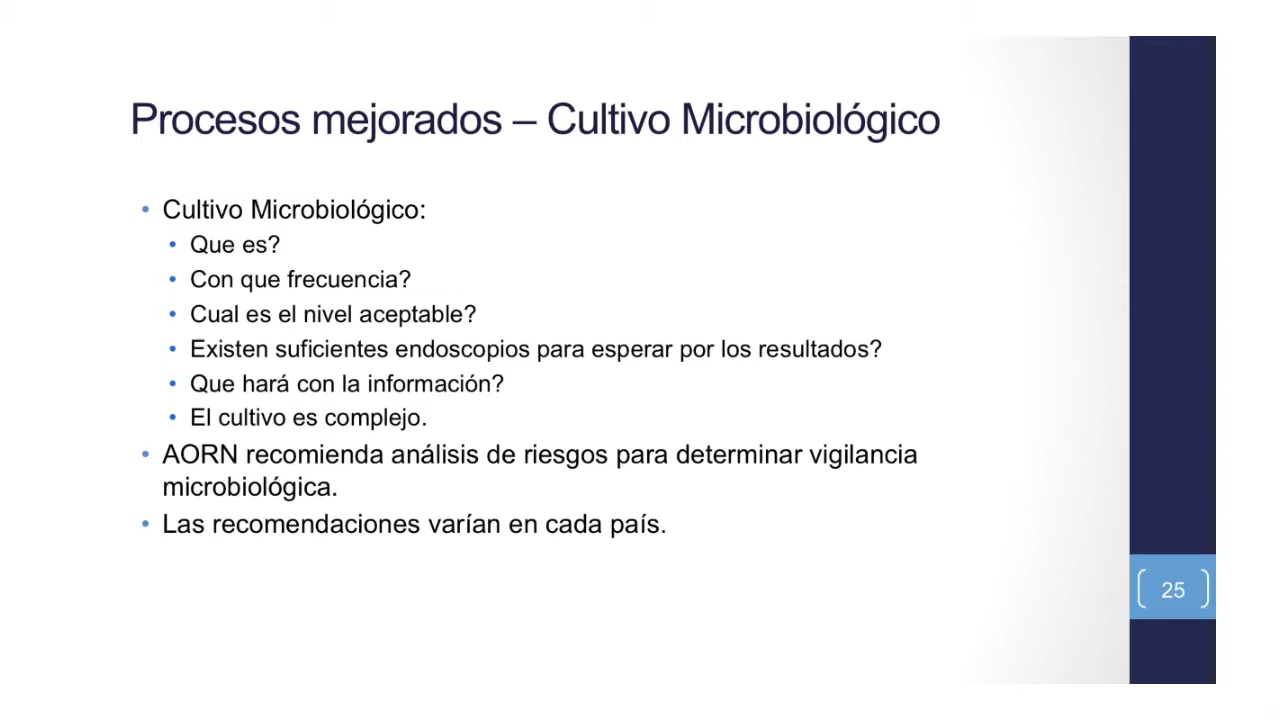 Procesos mejorados – Cultivo Microbiológico
• Cultivo Microbiológico:
• Que es?
• Con que frecuencia?
• Cual es el nivel aceptable?
• Existen suficientes endoscopios para esperar por los resultados?
• Que hará con la información?
• El cultivo es complejo.
• AORN recomienda análisis de riesgos para determinar vigilancia
microbiológica.
• Las recomendaciones varían en cada país.
25